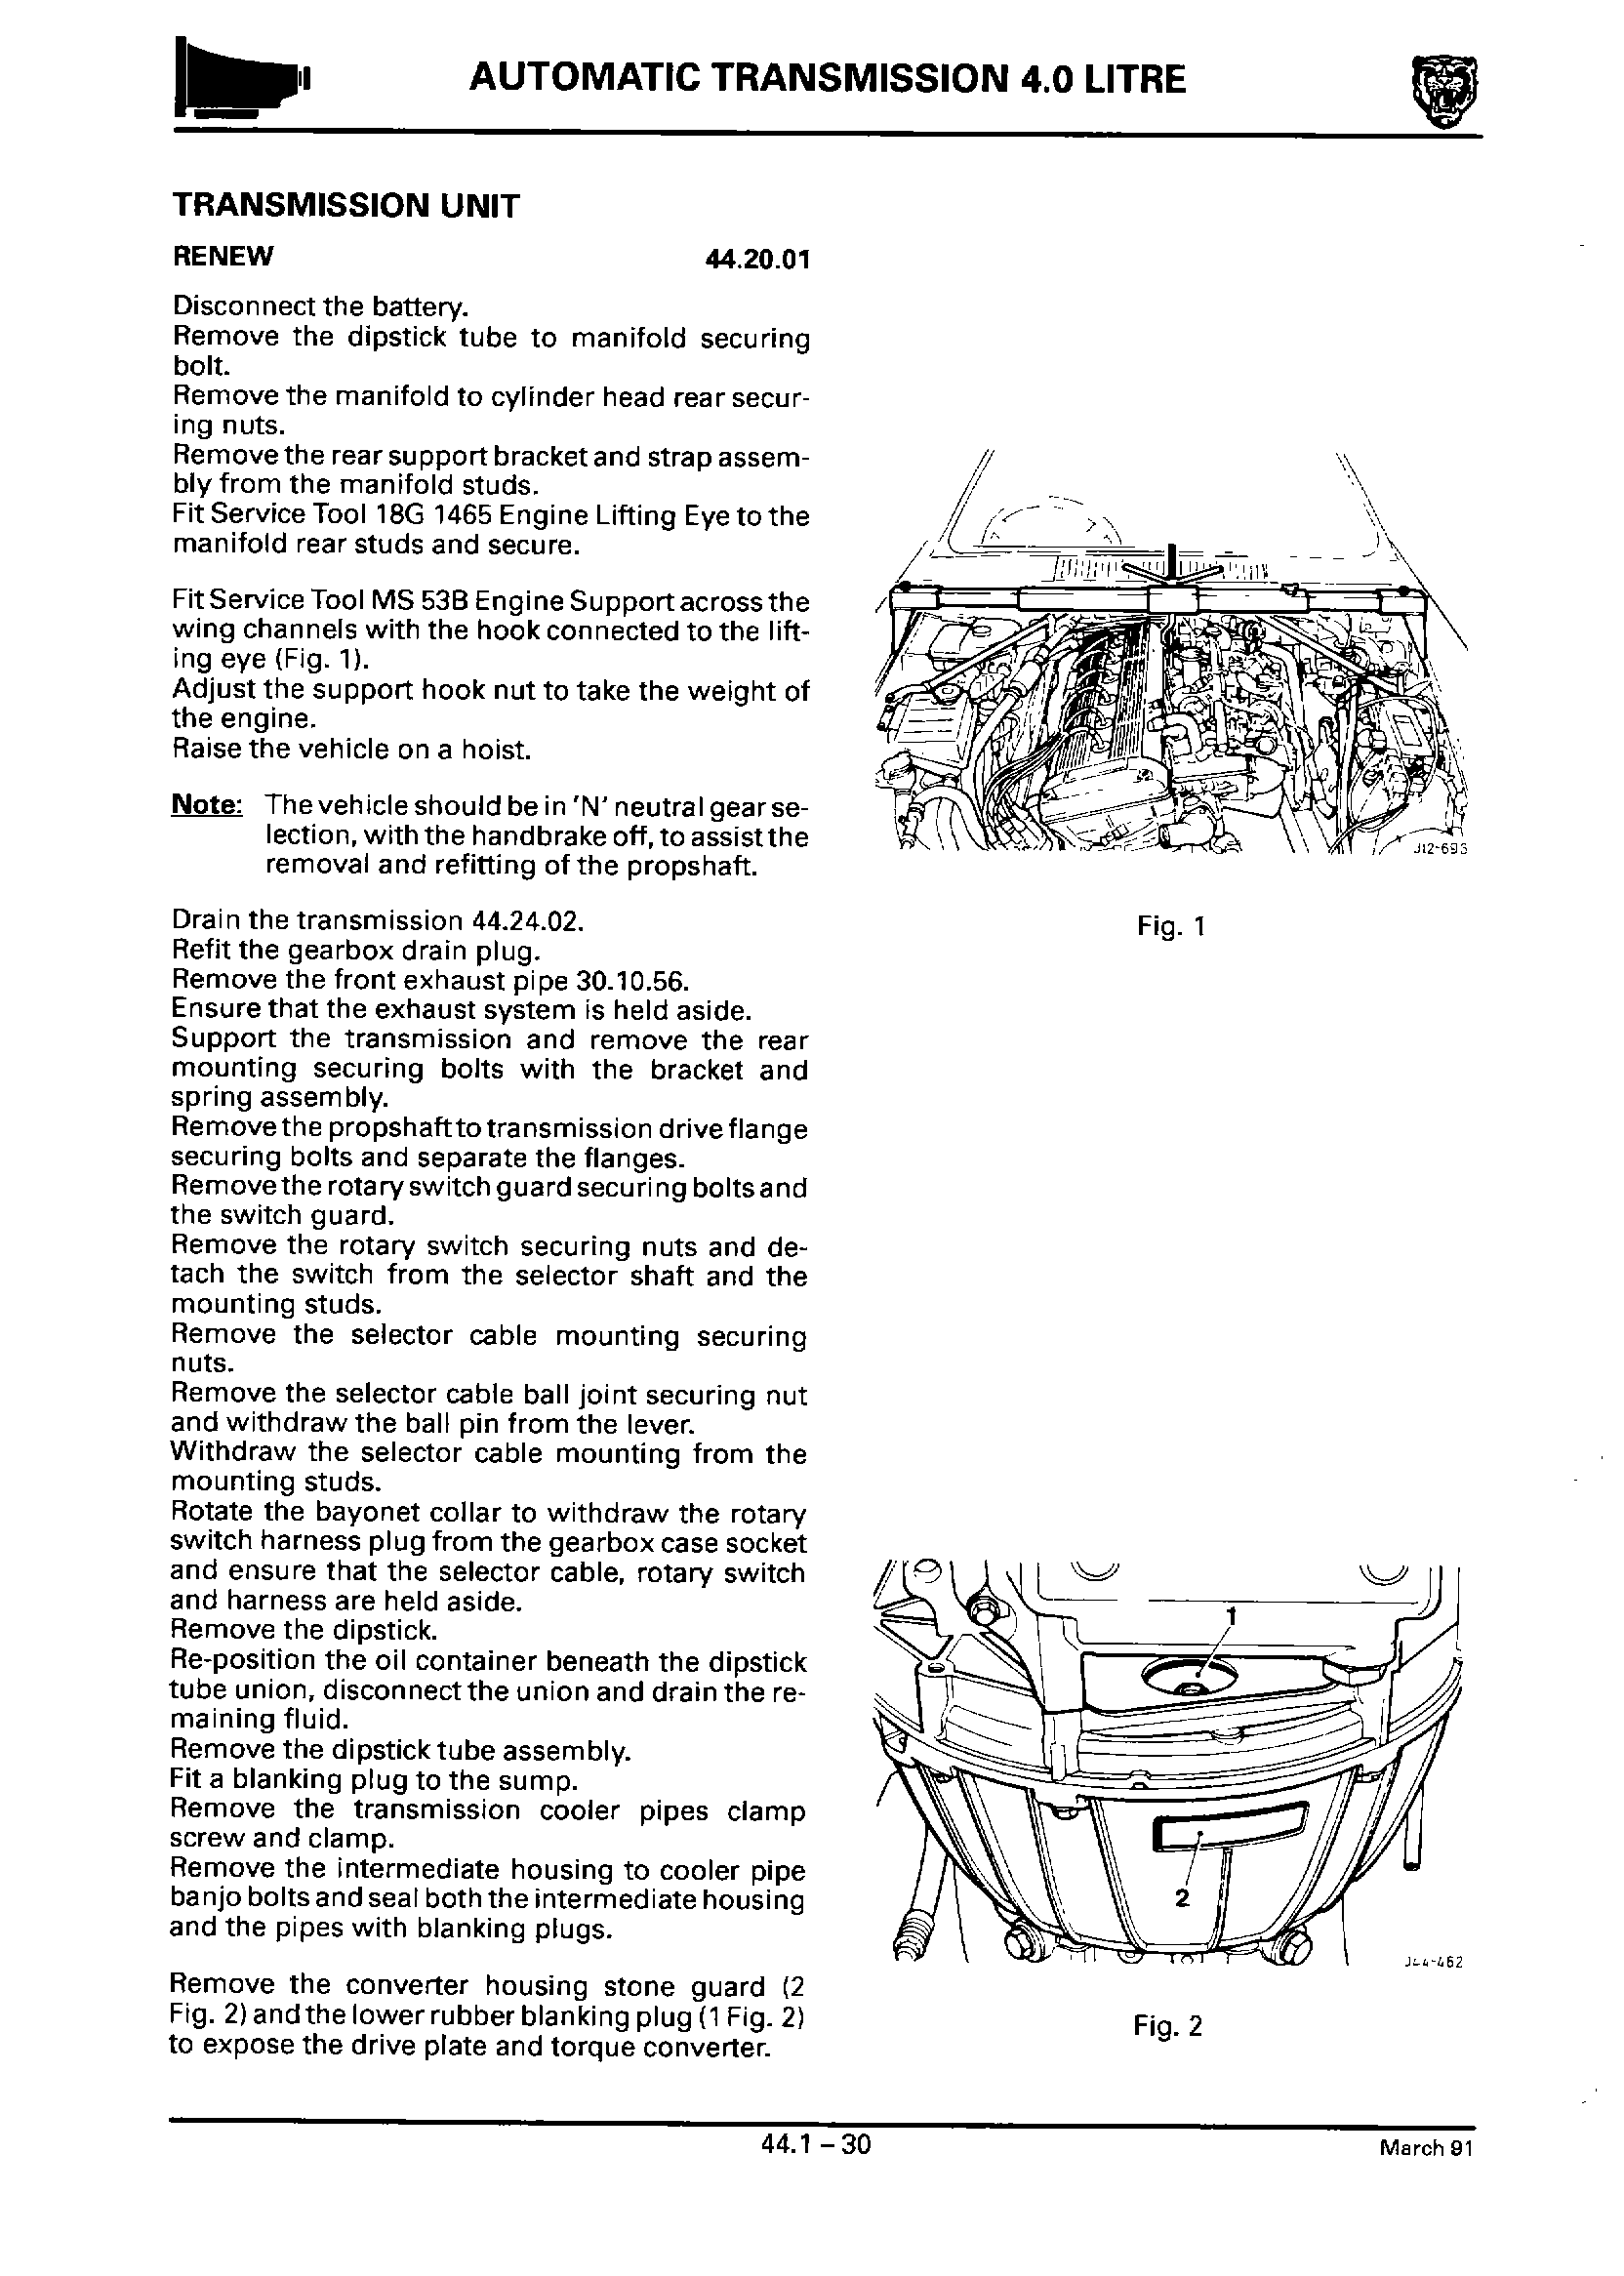 AUTOMATIC TRANSMISSION 4.0 LITRE
TRANSMISSION UNIT
RENEW 44.20.01
Disconnect the battery.
Remove the dipstick tube to manifold securing
bolt.
Remove the manifold to cylinder head rear secur-
ing nuts.
Remove the rear support bracket and strap assem-
bly from the manifold studs.
Fit Service Tool 18G 1465 Engine Lifting Eye to the
manifold rear studs and secure.
Fit Service Tool MS 53B Engine Support across the
wing channels with the hook connected to the lift-
ing eye (Fig. 1).
Adjust the support hook nut to take the weight of
the engine.
Raise the vehicle on a hoist.
Note: The vehicle should be in 'N' neutral gear se-
lection, with the handbrake off, to assist the
removal and refitting of the propshaft.
Drain the transmission 44.24.02.
Refit the gearbox drain plug.
Remove the front exhaust pipe 30.10.56.
Ensure that the exhaust system is held aside.
Support the transmission and remove the rear
mounting securing bolts with the bracket and
spring assembly.
Remove the propshaft to transmission drive flange
securing bolts and separate the flanges.
Remove the rotary switch guard securing bolts and
the switch guard.
Remove the rotary switch securing nuts and de-
tach the switch from the selector shaft and the
mounting studs.
Remove the selector cable mounting securing
nuts.
Remove the selector cable ball joint securing nut
and withdraw the ball pin from the lever.
Withdraw the selector cable mounting from the
mounting studs.
Rotate the bayonet collar to withdraw the rotary
switch harness plug from the gearbox case socket
and ensure that the selector cable, rotary switch
and harness are held aside.
Remove the dipstick.
Re-position the oil container beneath the dipstick
tube union, disconnect the union and drain the re-
maining fluid.
Remove the dipstick tube assembly.
Fit a blanking plug to the sump.
Remove the transmission cooler pipes clamp
screw and clamp.
Remove the intermediate housing to cooler pipe
banjo bolts and seal both the intermediate housing
and the pipes with blanking plugs.
Remove the converter housing stone guard (2
Fig. 2) and the lower rubber blanking plug (1 Fig. 2)
to expose the drive plate and torque converter.
J12-693
Fig. 1
1
2
J44-462
Fig. 2
44.1 – 30
March 91